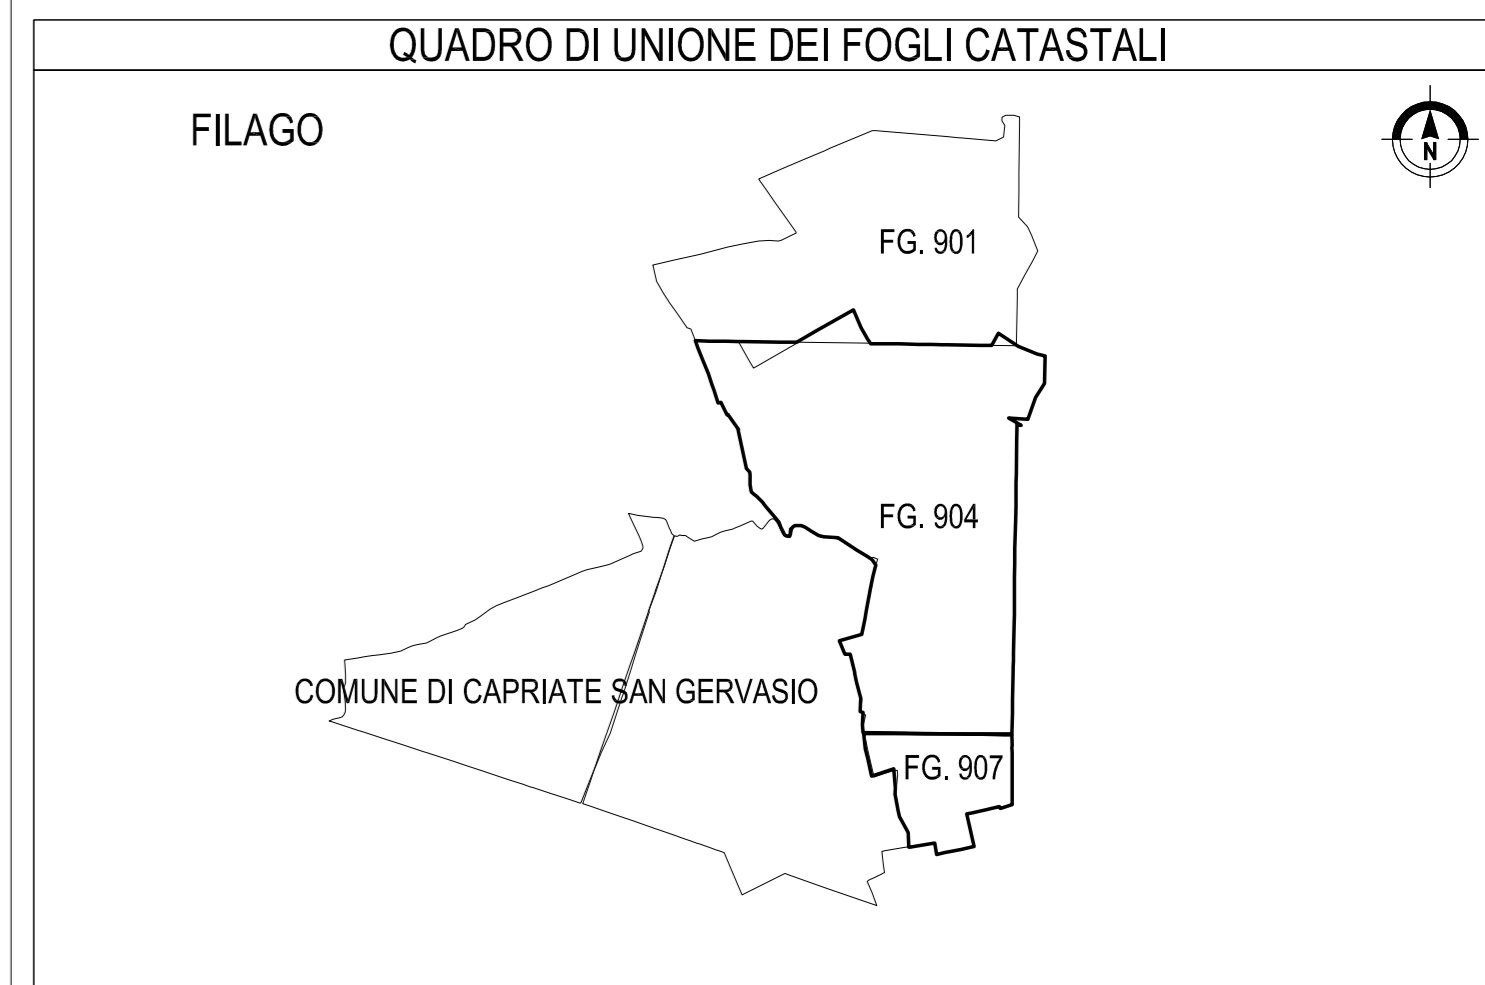 QUADRO DI UNIONE DEI FOGLI CATASTALI
FILAGO
N
FG. 901
FG. 904
COMUNE DI CAPRIATE SAN GERVASIO
FG. 907